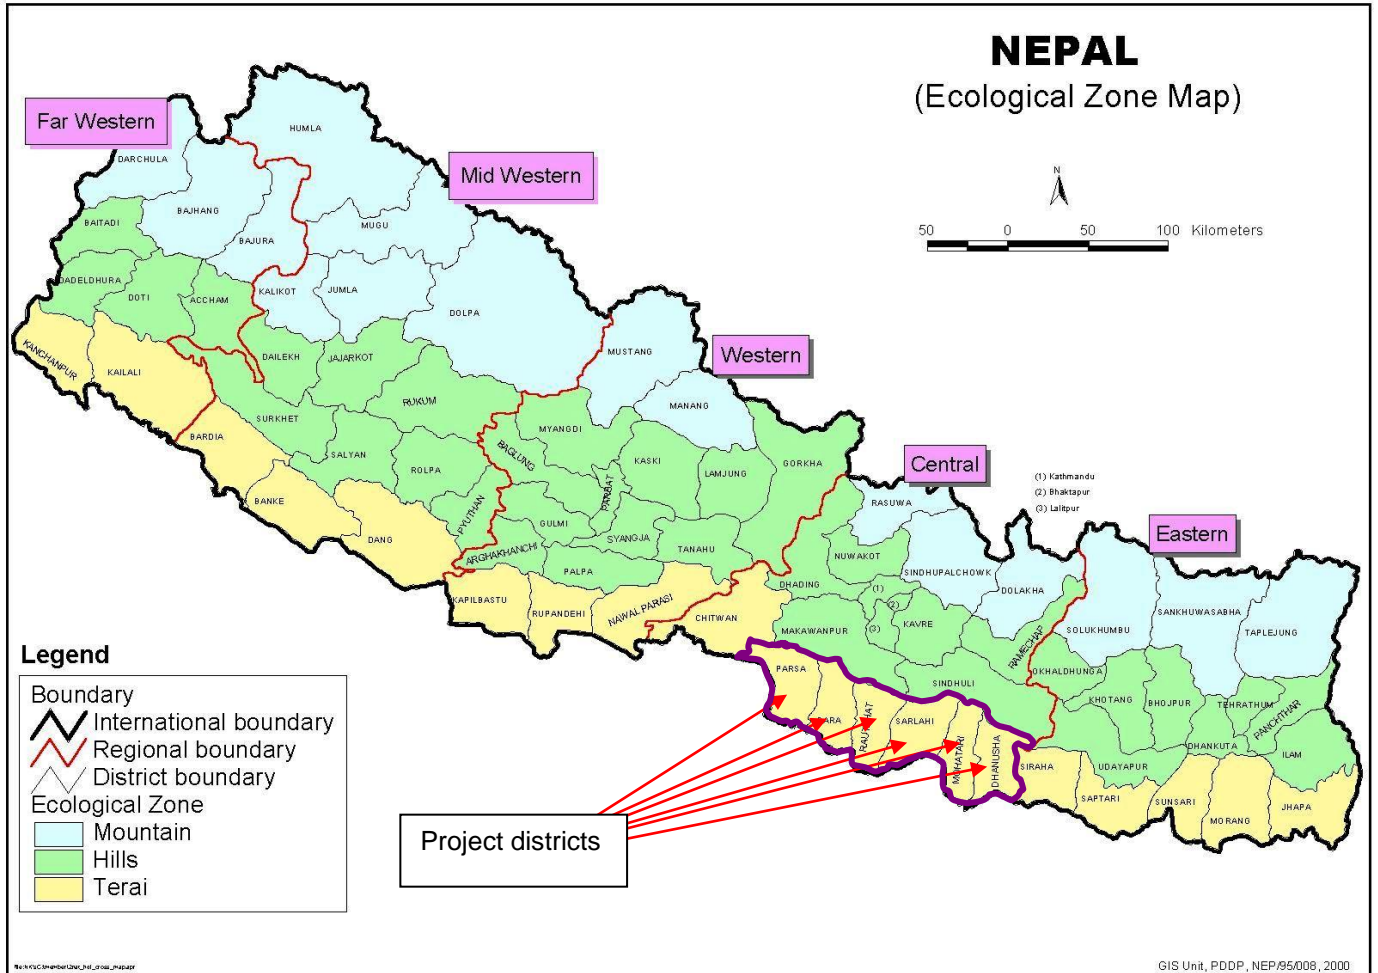 NEPAL
(Ecological Zone Map)
N
50 0 50 100 Kilometers
Far Western
Mid Western
Western
Central
Eastern
(1) Kathmandu
(2) Bhaktapur
(3) Lalitpur
HUMLA
DARCHULA
BAJHANG
BAITADI
BAJURA
MUGU
DADELDHURA
DOTI
ACCHAM
KALIKOT
JUMLA
DOLPA
KANCHANPUR
KAILALI
DAILEKH
JAJARKOT
MUSTANG
MANANG
SURKHET
RUKUM
BARDIA
SALYAN
ROLPA
MYANGDI
BAGLUNG
KASKI
PARBAT
LAMJUNG
GORKHA
BANKE
PYUTHAN
DANG
GULMI
SYANGJA
TANAHU
ARGHAKHANCHI
PALPA
KAPILBASTU
RUPANDEHI
NAWAL PARASI
CHITWAN
RASUWA
NUWAKOT
SINDHUPALCHOWK
DHADING
DOLAKHA
(1)
(2)
(3)
KAVRE
MAKAWANPUR
RAMECHAP
SINDHULI
SOLUKHUMBU
SANKHUWASABHA
TAPLEJUNG
OKHALDHUNGA
KHOTANG
BHOJPUR
TEHRATHUM
PANCHTHAR
DHANKUTA
ILAM
UDAYAPUR
PARSA
SARLAHI
DHANUSHA
SIRAHA
SAPTARI
SUNSARI
MORANG
JHAPA
Project districts
Legend
Boundary
International boundary
Regional boundary
District boundary
Ecological Zone
Mountain
Hills
Terai
GIS Unit, PDDP, NEP/95/008, 2000